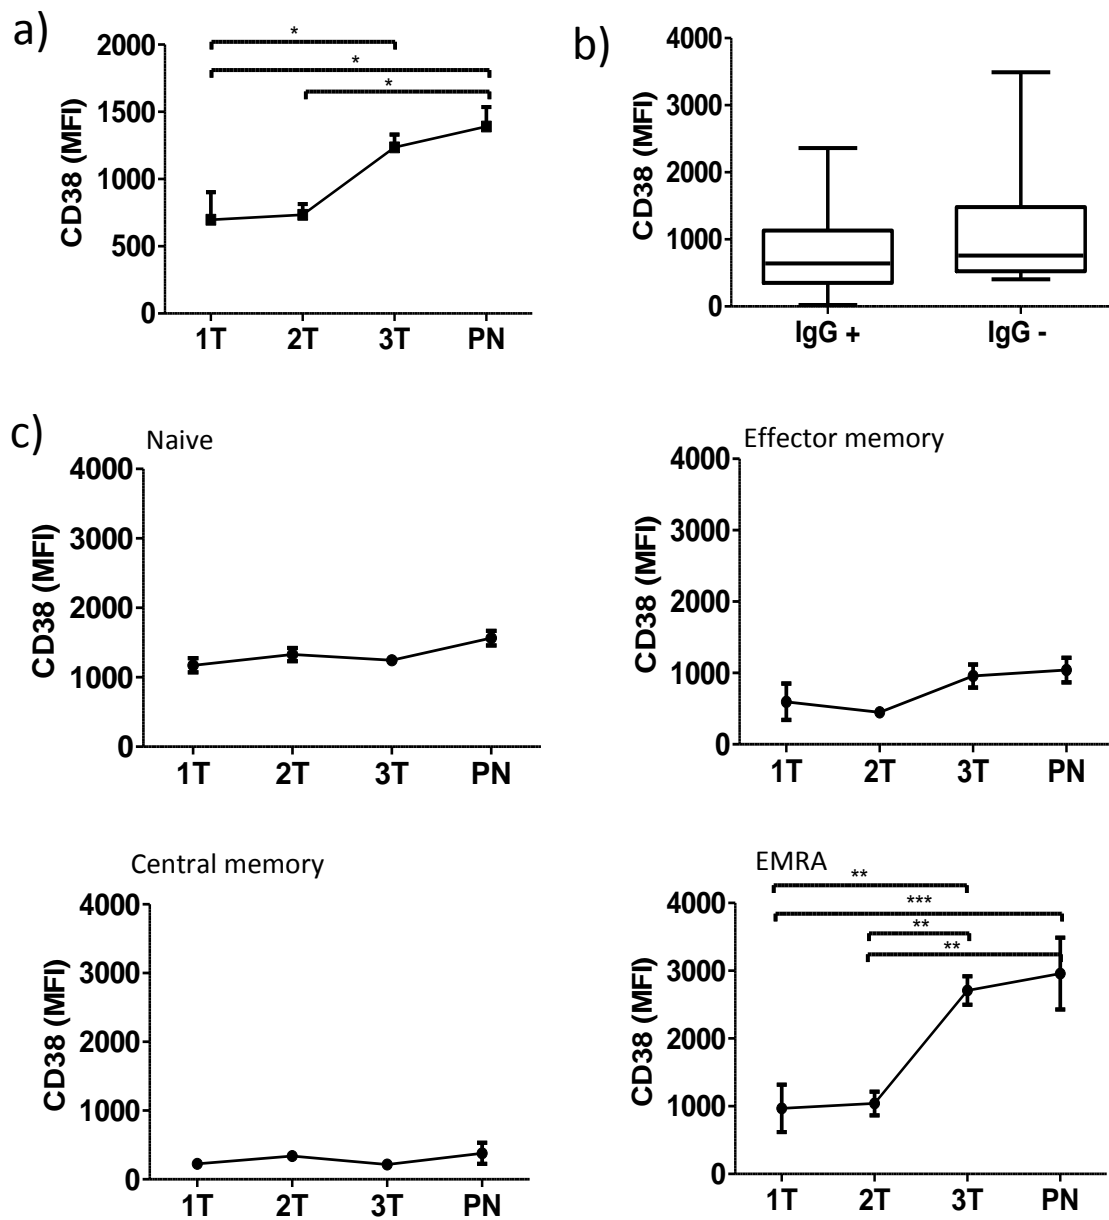 a)
CD38 (MFI)
2000
1500
1000
500
0
*
*
*
1T 2T 3T PN
b)
CD38 (MFI)
4000
3000
2000
1000
0
IgG + IgG -
c)
Naive
CD38 (MFI)
4000
3000
2000
1000
0
1T 2T 3T PN
Effector memory
CD38 (MFI)
4000
3000
2000
1000
0
1T 2T 3T PN
Central memory
CD38 (MFI)
4000
3000
2000
1000
0
1T 2T 3T PN
EMRA
CD38 (MFI)
4000
3000
2000
1000
0
**
***
**
**
1T 2T 3T PN